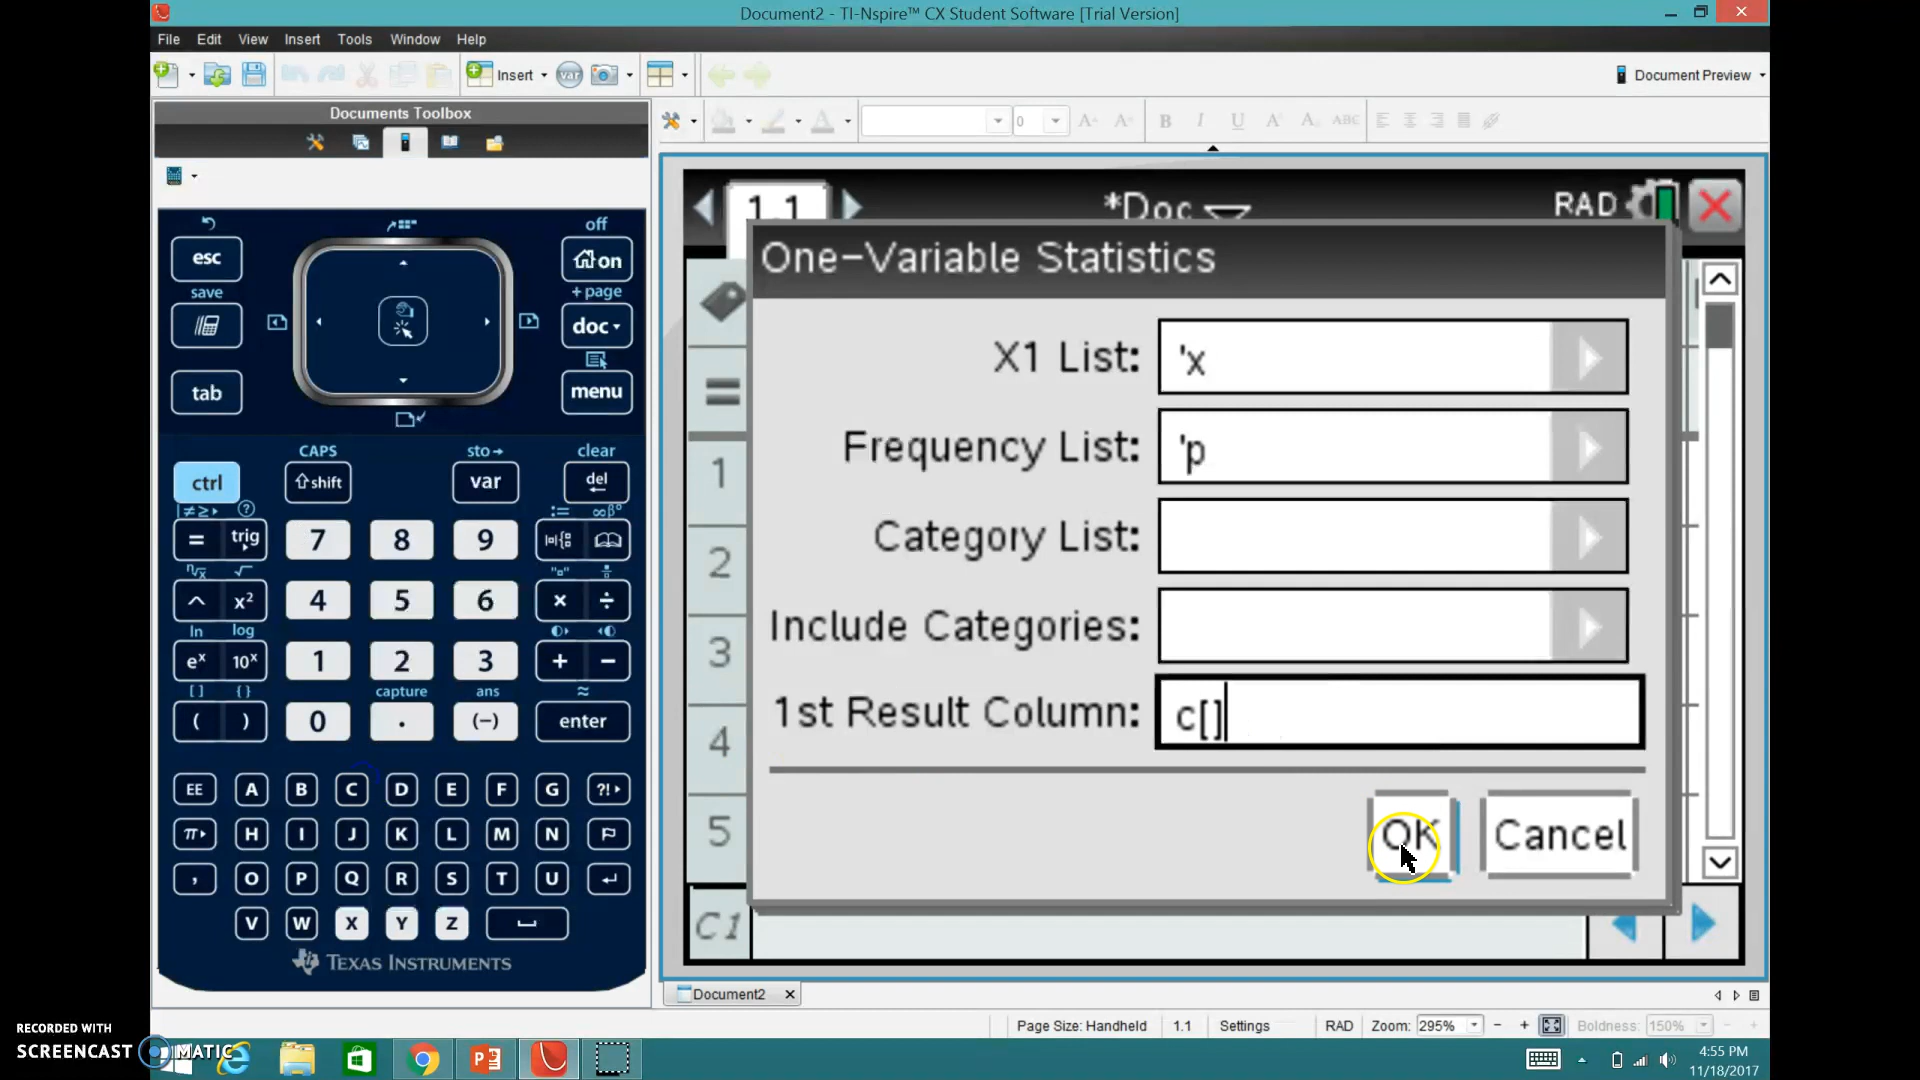 Document2 - TI-Nspire™ CX Student Software [Trial Version]
File Edit View Insert Tools Window Help
Insert var Document Preview
Documents Toolbox
0 A A B I U A A ABC
off
esc on
save + page
doc
tab menu
CAPS sto→ clear
ctrl shift var del
|≠≥▸ ? := ∞β°
= trig 7 8 9
ⁿ√x √ "□"
^ x² 4 5 6 × ÷
ln log
eˣ 10ˣ 1 2 3 + −
[ ] { } capture ans ≈
( ) 0 . (−) enter
EE A B C D E F G ?!▸
π▸ H I J K L M N
, O P Q R S T U
V W X Y Z
TEXAS INSTRUMENTS
1.1 *Doc RAD
One−Variable Statistics
X1 List: 'x
Frequency List: 'p
Category List:
Include Categories:
1st Result Column: c[]
OK Cancel
=
1
2
3
4
5
C1
Document2
Page Size: Handheld 1.1 Settings RAD Zoom: 295% − + Boldness: 150% − +
RECORDED WITH
SCREENCAST MATIC
4:55 PM
11/18/2017